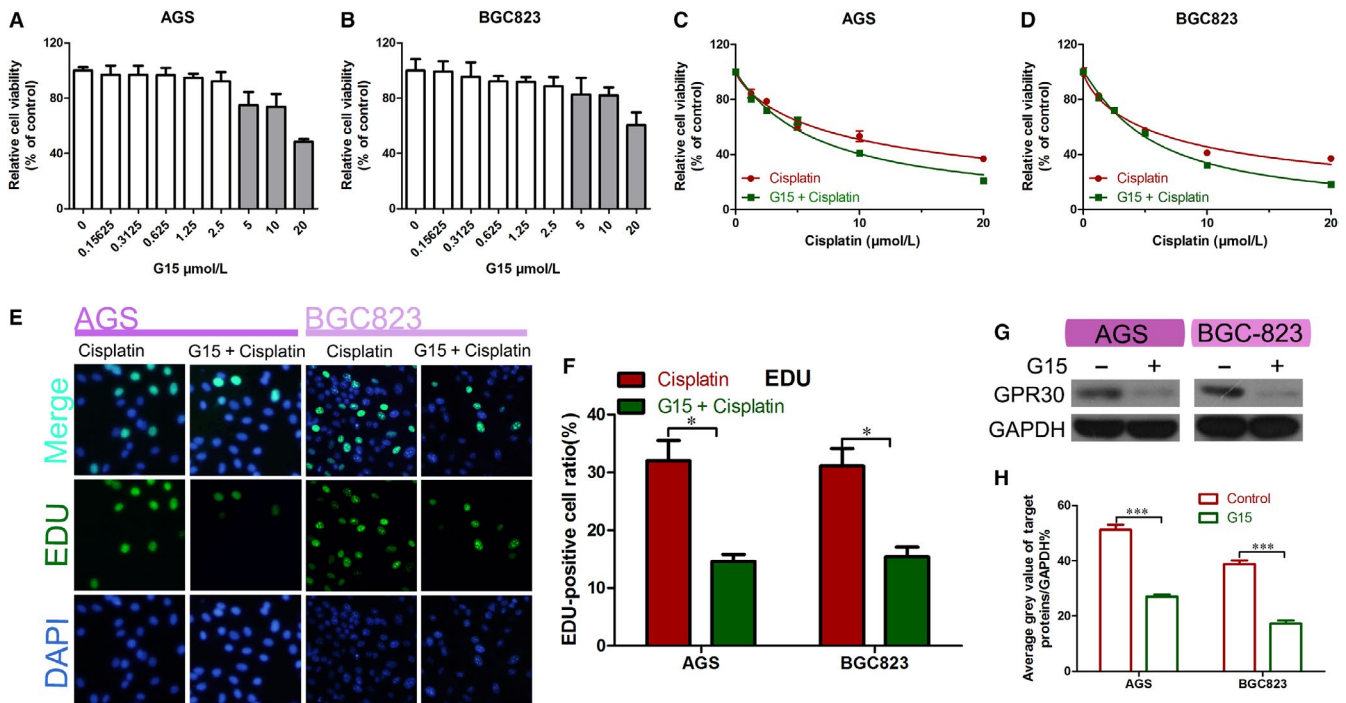 A
AGS
Relative cell viability
(% of control)
120
80
40
0
0
0.15625
0.3125
0.625
1.25
2.5
5
10
20
G15 μmol/L
B
BGC823
Relative cell viability
(% of control)
120
80
40
0
0
0.15625
0.3125
0.625
1.25
2.5
5
10
20
G15 μmol/L
C
AGS
Relative cell viability
(% of control)
120
80
40
0
Cisplatin
G15 + Cisplatin
0
10
20
Cisplatin (μmol/L)
D
BGC823
Relative cell viability
(% of control)
120
80
40
0
Cisplatin
G15 + Cisplatin
0
10
20
Cisplatin (μmol/L)
E
AGS
BGC823
Cisplatin
G15 + Cisplatin
Cisplatin
G15 + Cisplatin
Merge
EDU
DAPI
F
Cisplatin
G15 + Cisplatin
EDU
EDU-positive cell ratio(%)
40
30
20
10
0
*
*
AGS
BGC823
G
AGS
BGC-823
G15 − + − +
GPR30
GAPDH
H
Average grey value of target
proteins/GAPDH%
60
40
20
0
Control
G15
***
***
AGS
BGC823